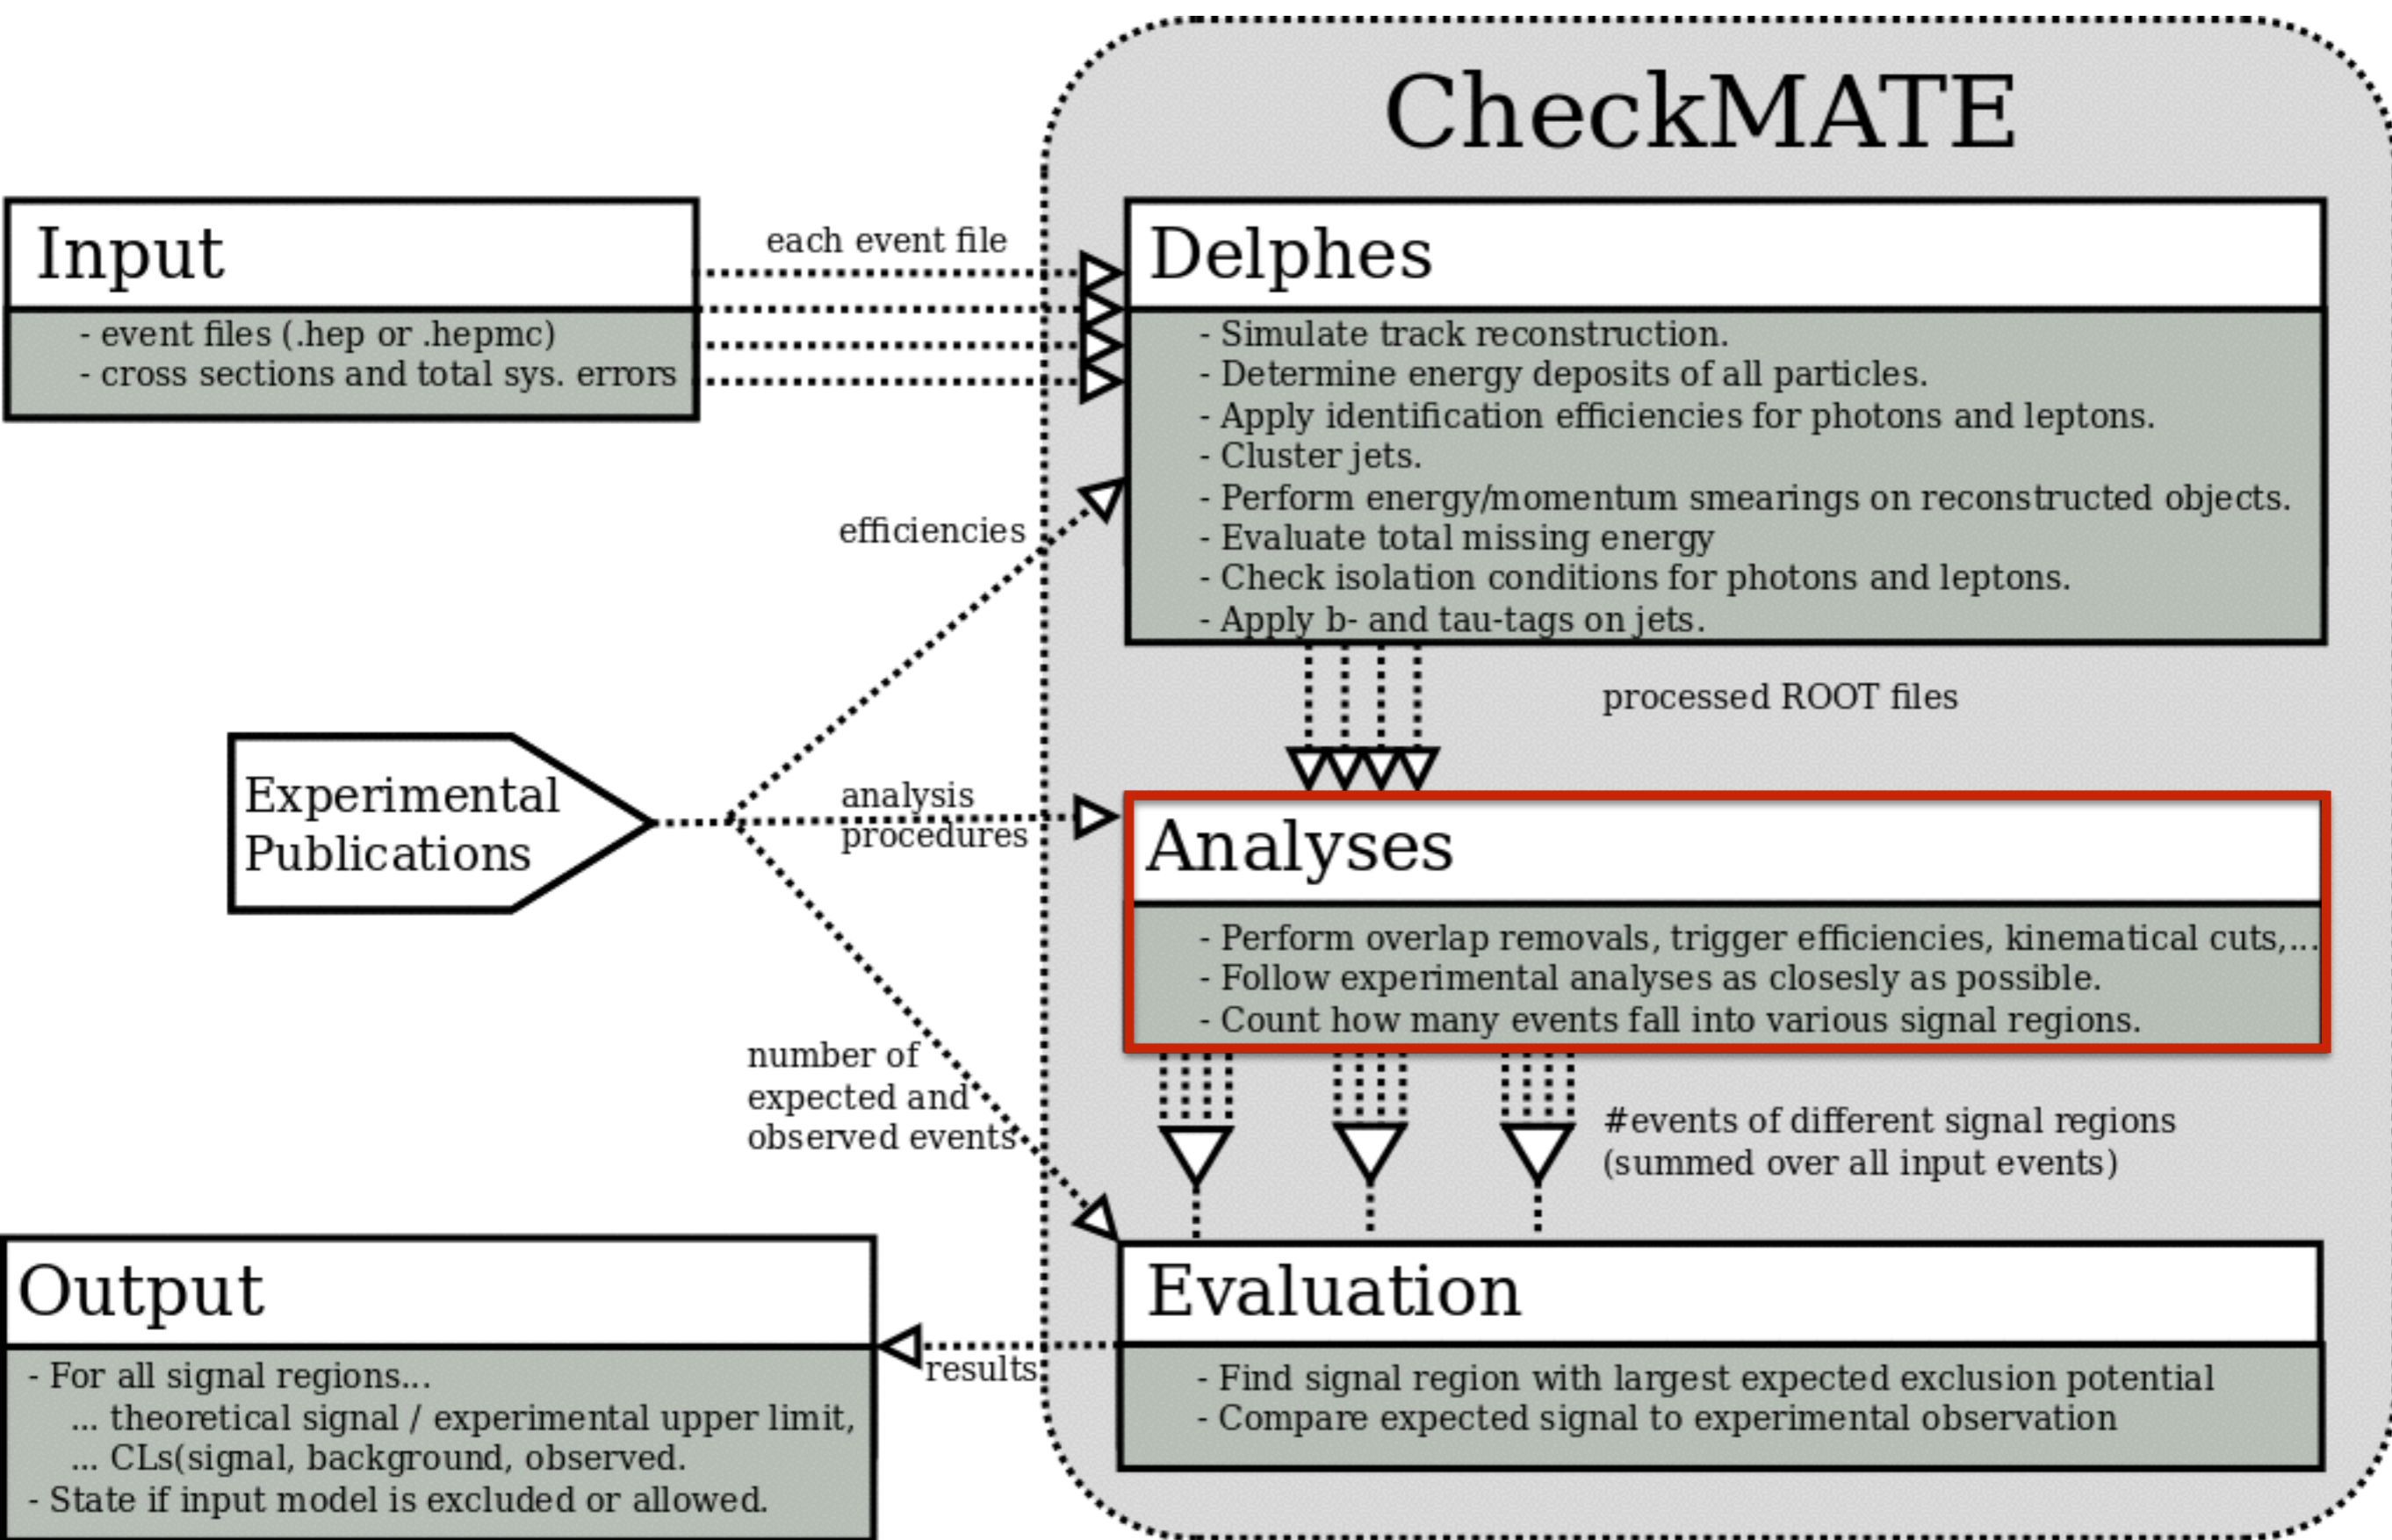 CheckMATE
Input
- event files (.hep or .hepmc)
- cross sections and total sys. errors
each event file
Delphes
- Simulate track reconstruction.
- Determine energy deposits of all particles.
- Apply identification efficiencies for photons and leptons.
- Cluster jets.
- Perform energy/momentum smearings on reconstructed objects.
- Evaluate total missing energy
- Check isolation conditions for photons and leptons.
- Apply b- and tau-tags on jets.
efficiencies
processed ROOT files
Experimental
Publications
analysis
procedures
Analyses
- Perform overlap removals, trigger efficiencies, kinematical cuts,...
- Follow experimental analyses as closesly as possible.
- Count how many events fall into various signal regions.
number of
expected and
observed events
#events of different signal regions
(summed over all input events)
Evaluation
- Find signal region with largest expected exclusion potential
- Compare expected signal to experimental observation
results
Output
- For all signal regions...
... theoretical signal / experimental upper limit,
... CLs(signal, background, observed.
- State if input model is excluded or allowed.